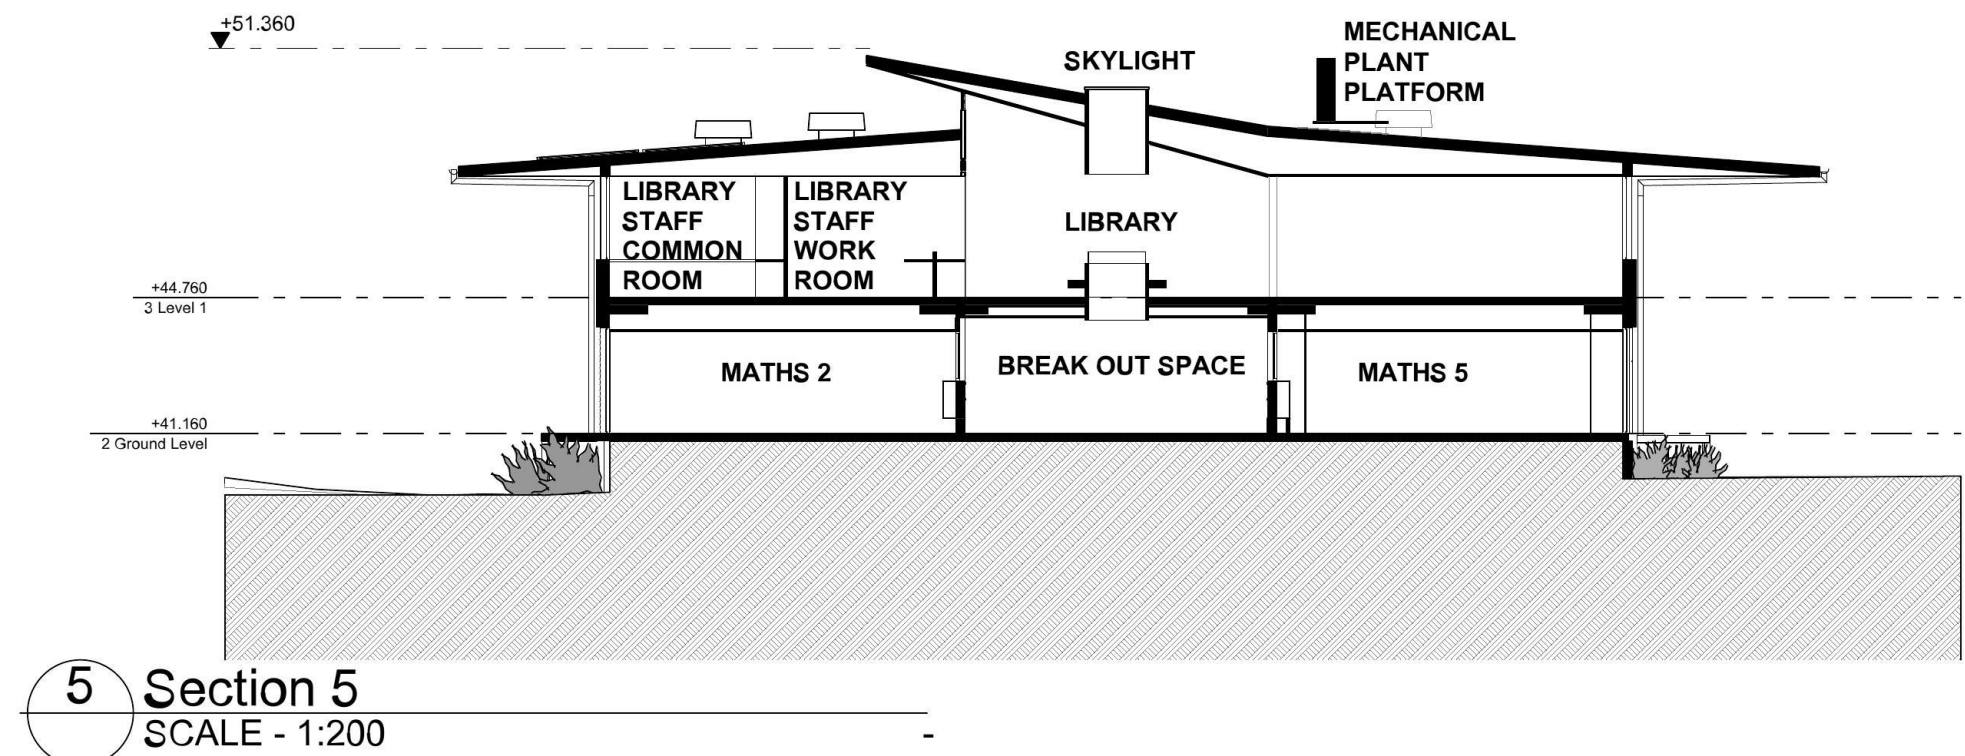 +51.360
SKYLIGHT
MECHANICAL
PLANT
PLATFORM
LIBRARY
STAFF
COMMON
ROOM
LIBRARY
STAFF
WORK
ROOM
LIBRARY
+44.760
3 Level 1
MATHS 2
BREAK OUT SPACE
MATHS 5
+41.160
2 Ground Level
5
Section 5
SCALE - 1:200
-